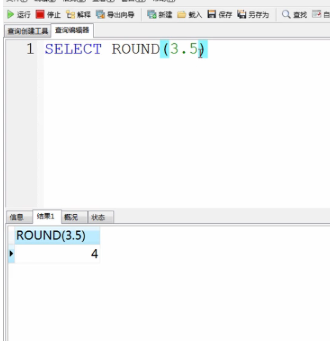 运行 停止 解释 导出向导 新建 载入 保存 另存为 查找 自
查询创建工具 查询编辑器
1 SELECT ROUND(3.5)
信息 结果1 概况 状态
ROUND(3.5)
4